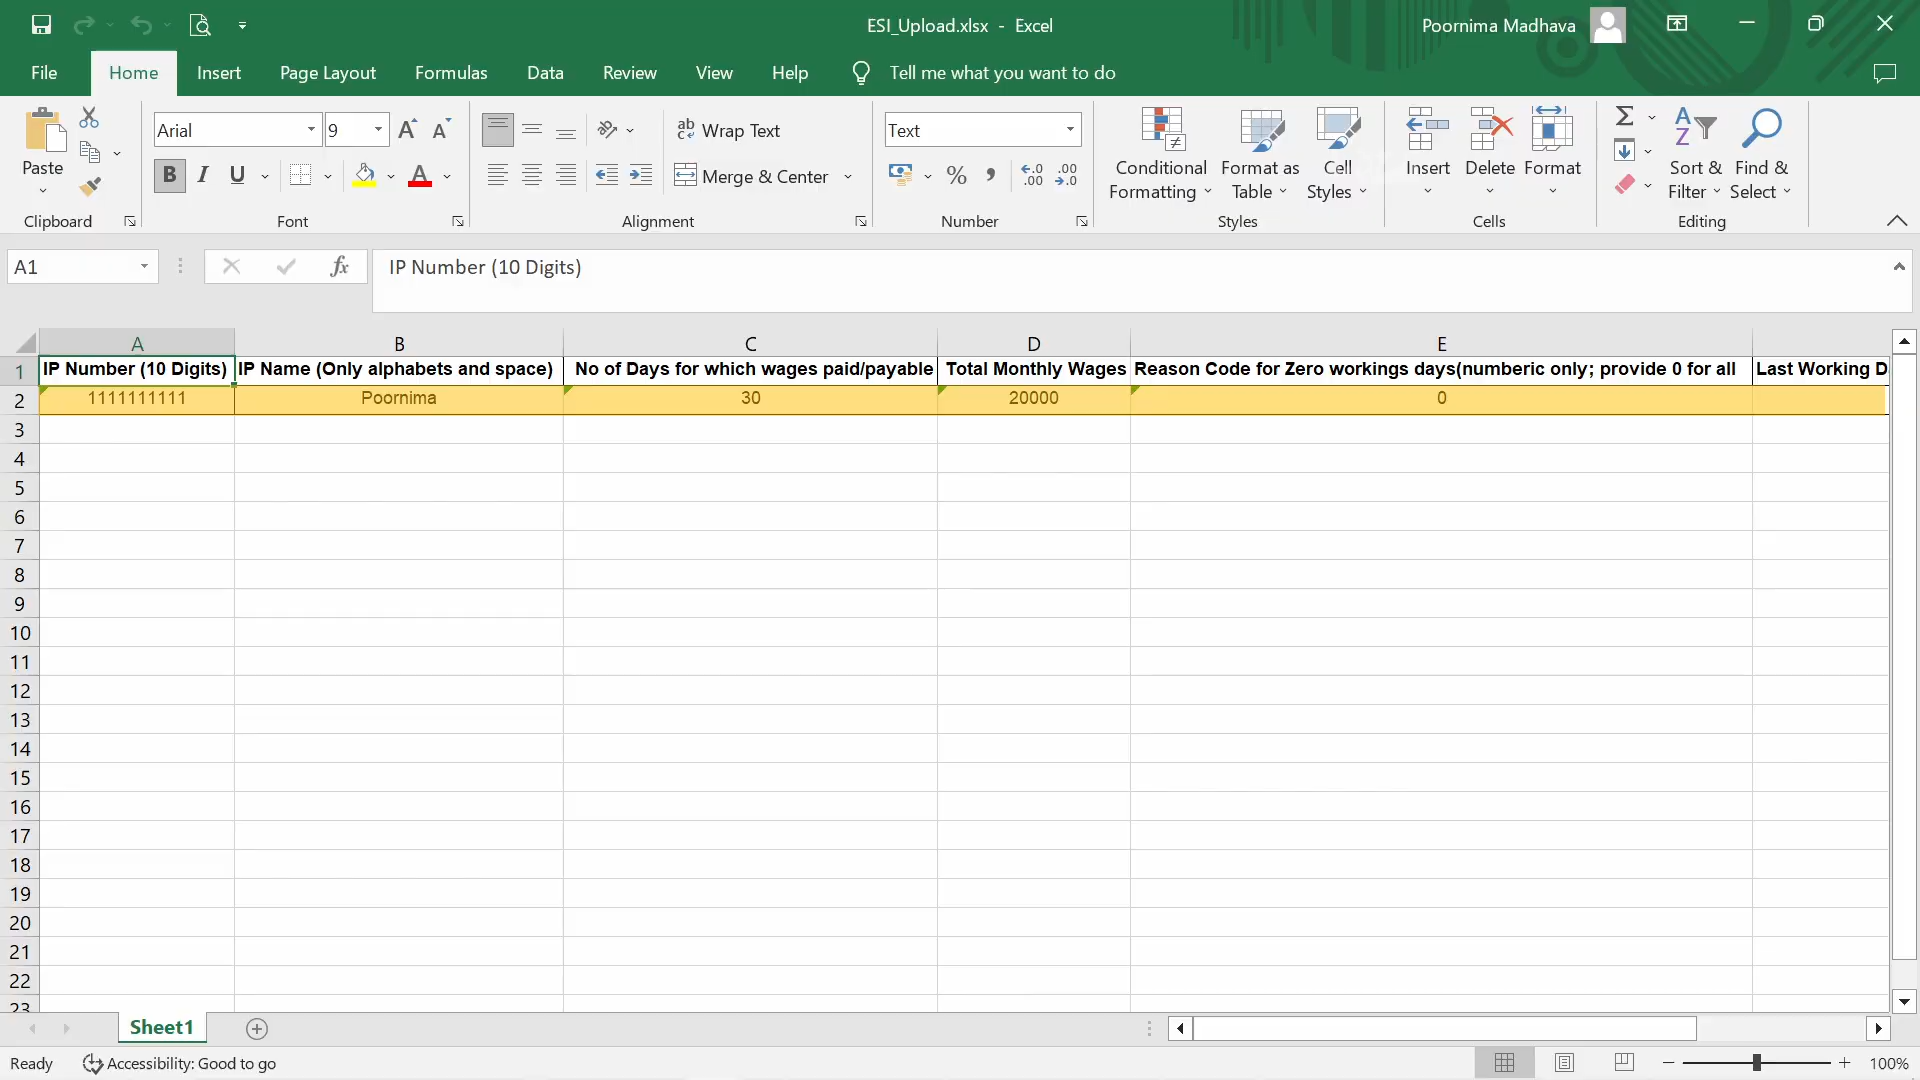 ESI_Upload.xlsx - Excel
Poornima Madhava
File Home Insert Page Layout Formulas Data Review View Help Tell me what you want to do
Paste
Clipboard
Arial 9
B I U
Font
Wrap Text
Merge & Center
Alignment
Text
Number
Conditional Formatting
Format as Table
Cell Styles
Styles
Insert Delete Format
Cells
Sort & Filter
Find & Select
Editing
A1 fx IP Number (10 Digits)
A B C D E
1 IP Number (10 Digits) IP Name (Only alphabets and space) No of Days for which wages paid/payable Total Monthly Wages Reason Code for Zero workings days(numberic only; provide 0 for all Last Working D
2 1111111111 Poornima 30 20000 0
3
4
5
6
7
8
9
10
11
12
13
14
15
16
17
18
19
20
21
22
23
Sheet1
Ready Accessibility: Good to go 100%